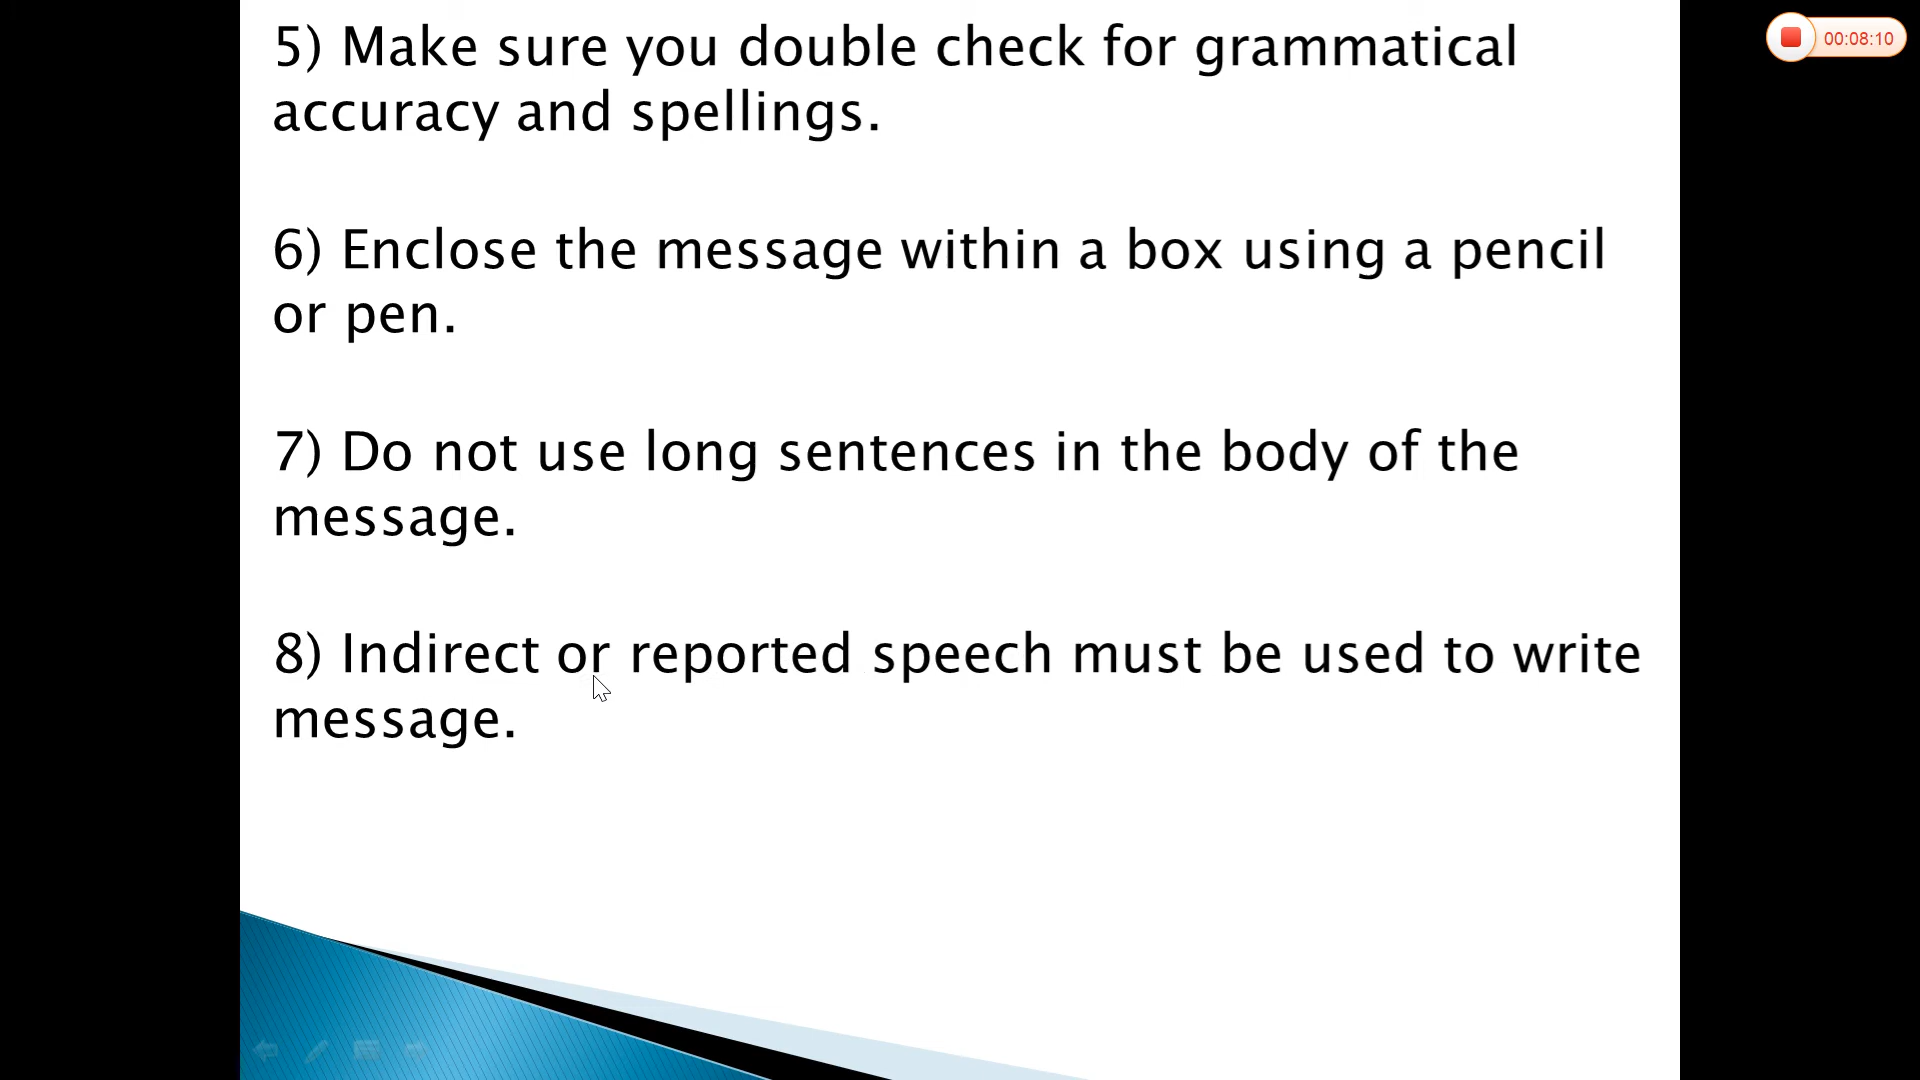 5) Make sure you double check for grammatical
accuracy and spellings.
6) Enclose the message within a box using a pencil
or pen.
7) Do not use long sentences in the body of the
message.
8) Indirect or reported speech must be used to write
message.
00:08:10